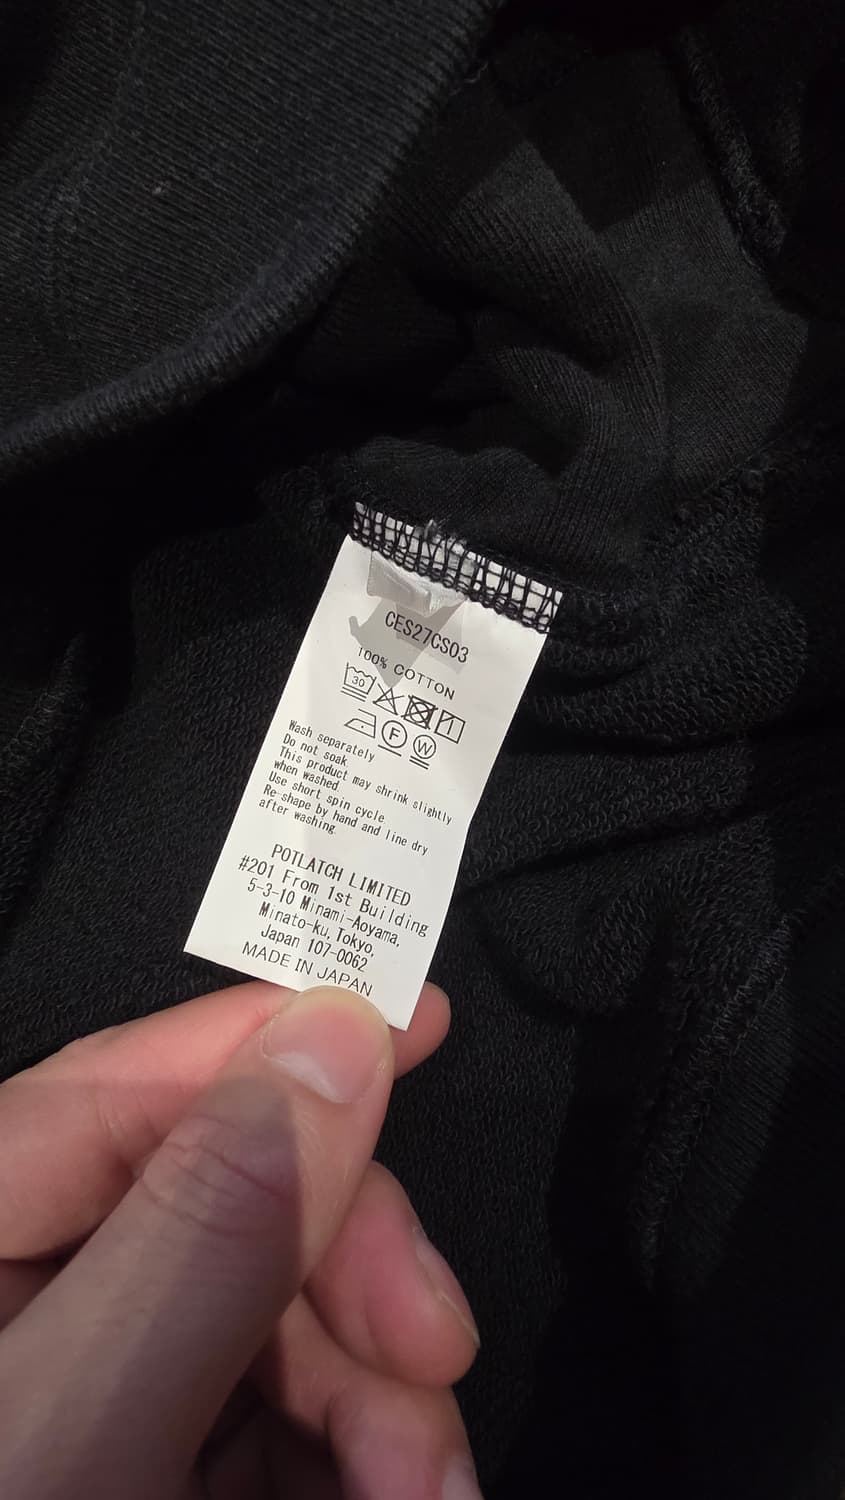 CES27CS03
100% COTTON
30
F W
Wash separately
Do not soak.
This product may shrink slightly
when washed.
Use short spin cycle.
Re-shape by hand and line dry
after washing.
POTLATCH LIMITED
#201 From 1st Building
5-3-10 Minami-Aoyama,
Minato-ku, Tokyo,
Japan 107-0062
MADE IN JAPAN